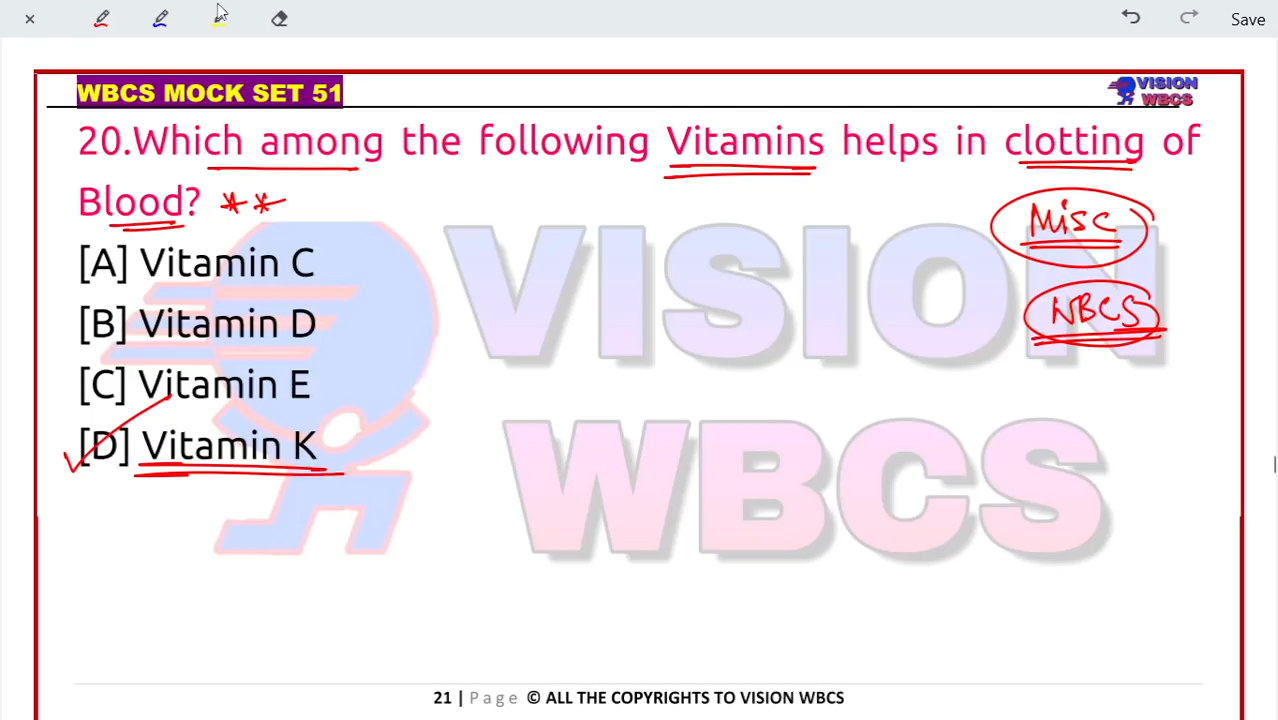 Save
WBCS MOCK SET 51
VISION
WBCS
20.Which among the following Vitamins helps in clotting of
Blood? **
Misc
[A] Vitamin C
WBCS
[B] Vitamin D
[C] Vitamin E
[D] Vitamin K
VISION
WBCS
21 | Page © ALL THE COPYRIGHTS TO VISION WBCS